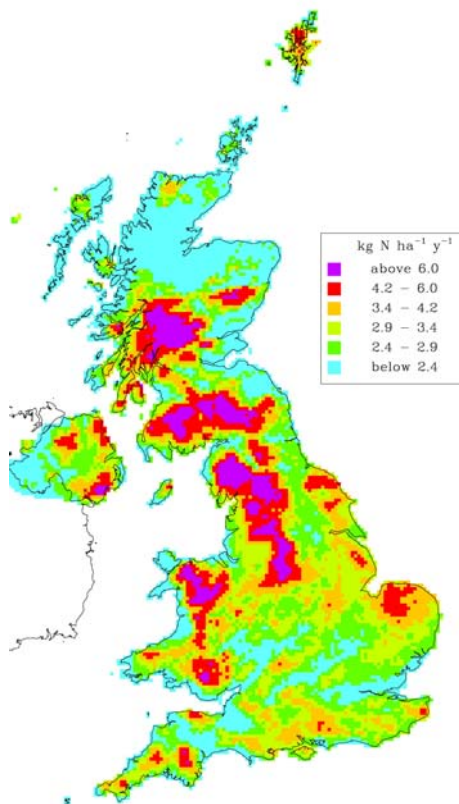 kg N ha⁻¹ y⁻¹
above 6.0
4.2 – 6.0
3.4 – 4.2
2.9 – 3.4
2.4 – 2.9
below 2.4